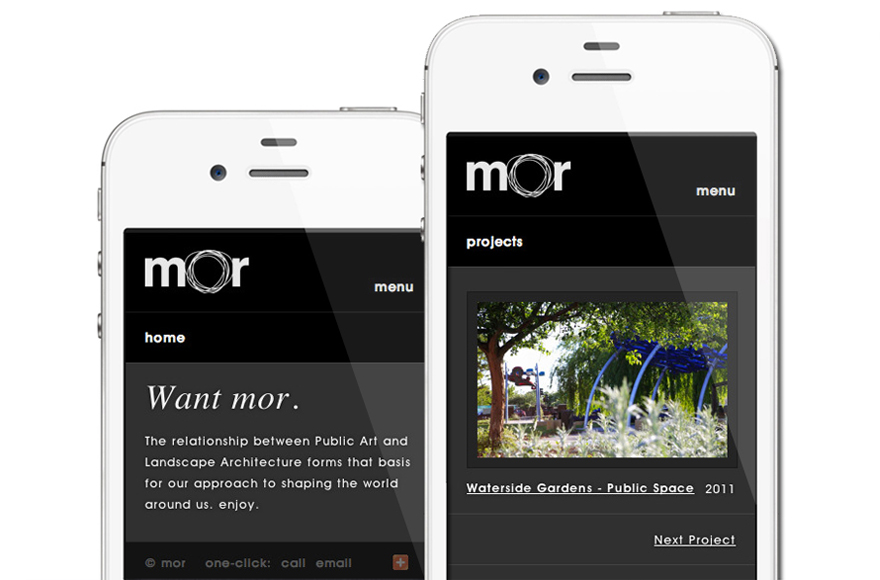 mor
menu
home
Want mor.
The relationship between Public Art and
Landscape Architecture forms that basis
for our approach to shaping the world
around us. enjoy.
© mor one-click: call email
mor
menu
projects
Waterside Gardens - Public Space 2011
Next Project